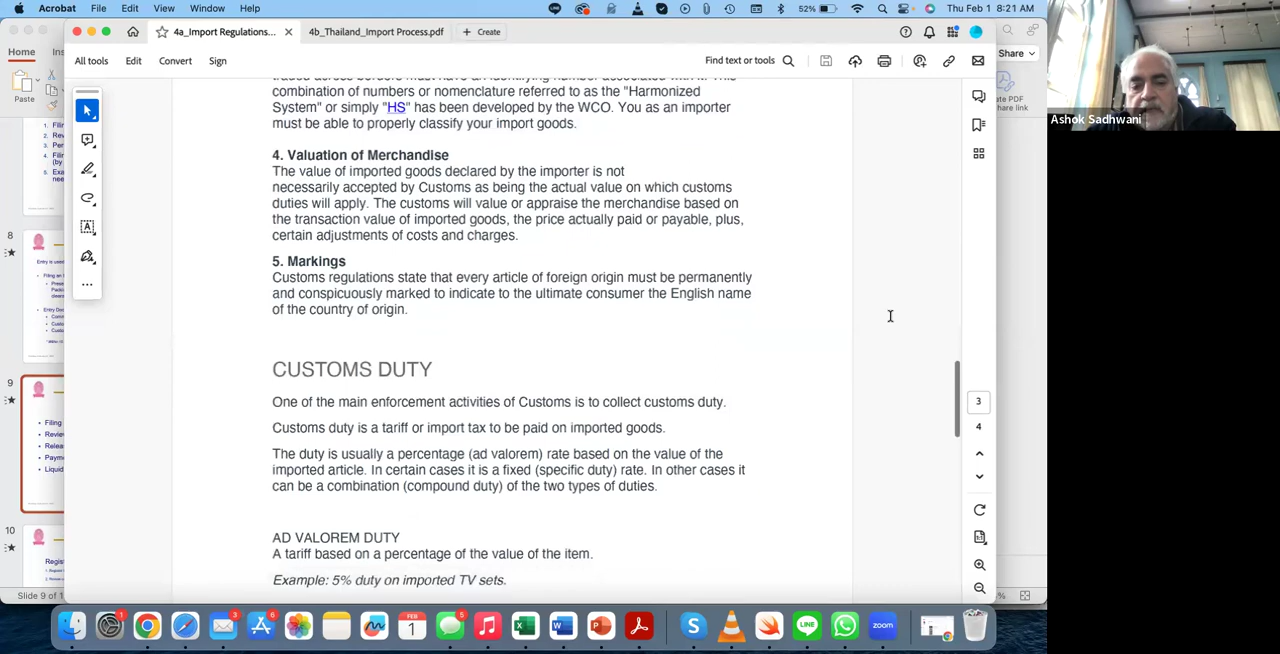 Acrobat File Edit View Window Help 52% Thu Feb 1 8:21 AM
4a_Import Regulations... 4b_Thailand_Import Process.pdf + Create
Home Share
All tools Edit Convert Sign Find text or tools
Paste
share link
combination of numbers or nomenclature referred to as the "Harmonized
System" or simply "HS" has been developed by the WCO. You as an importer
must be able to properly classify your import goods.
4. Valuation of Merchandise
The value of imported goods declared by the importer is not
necessarily accepted by Customs as being the actual value on which customs
duties will apply. The customs will value or appraise the merchandise based on
the transaction value of imported goods, the price actually paid or payable, plus,
certain adjustments of costs and charges.
5. Markings
Customs regulations state that every article of foreign origin must be permanently
and conspicuously marked to indicate to the ultimate consumer the English name
of the country of origin.
CUSTOMS DUTY
One of the main enforcement activities of Customs is to collect customs duty.
Customs duty is a tariff or import tax to be paid on imported goods.
The duty is usually a percentage (ad valorem) rate based on the value of the
imported article. In certain cases it is a fixed (specific duty) rate. In other cases it
can be a combination (compound duty) of the two types of duties.
AD VALOREM DUTY
A tariff based on a percentage of the value of the item.
Example: 5% duty on imported TV sets.
3
4
8
9
10
Slide 9 of 1
Ashok Sadhwani
zoom